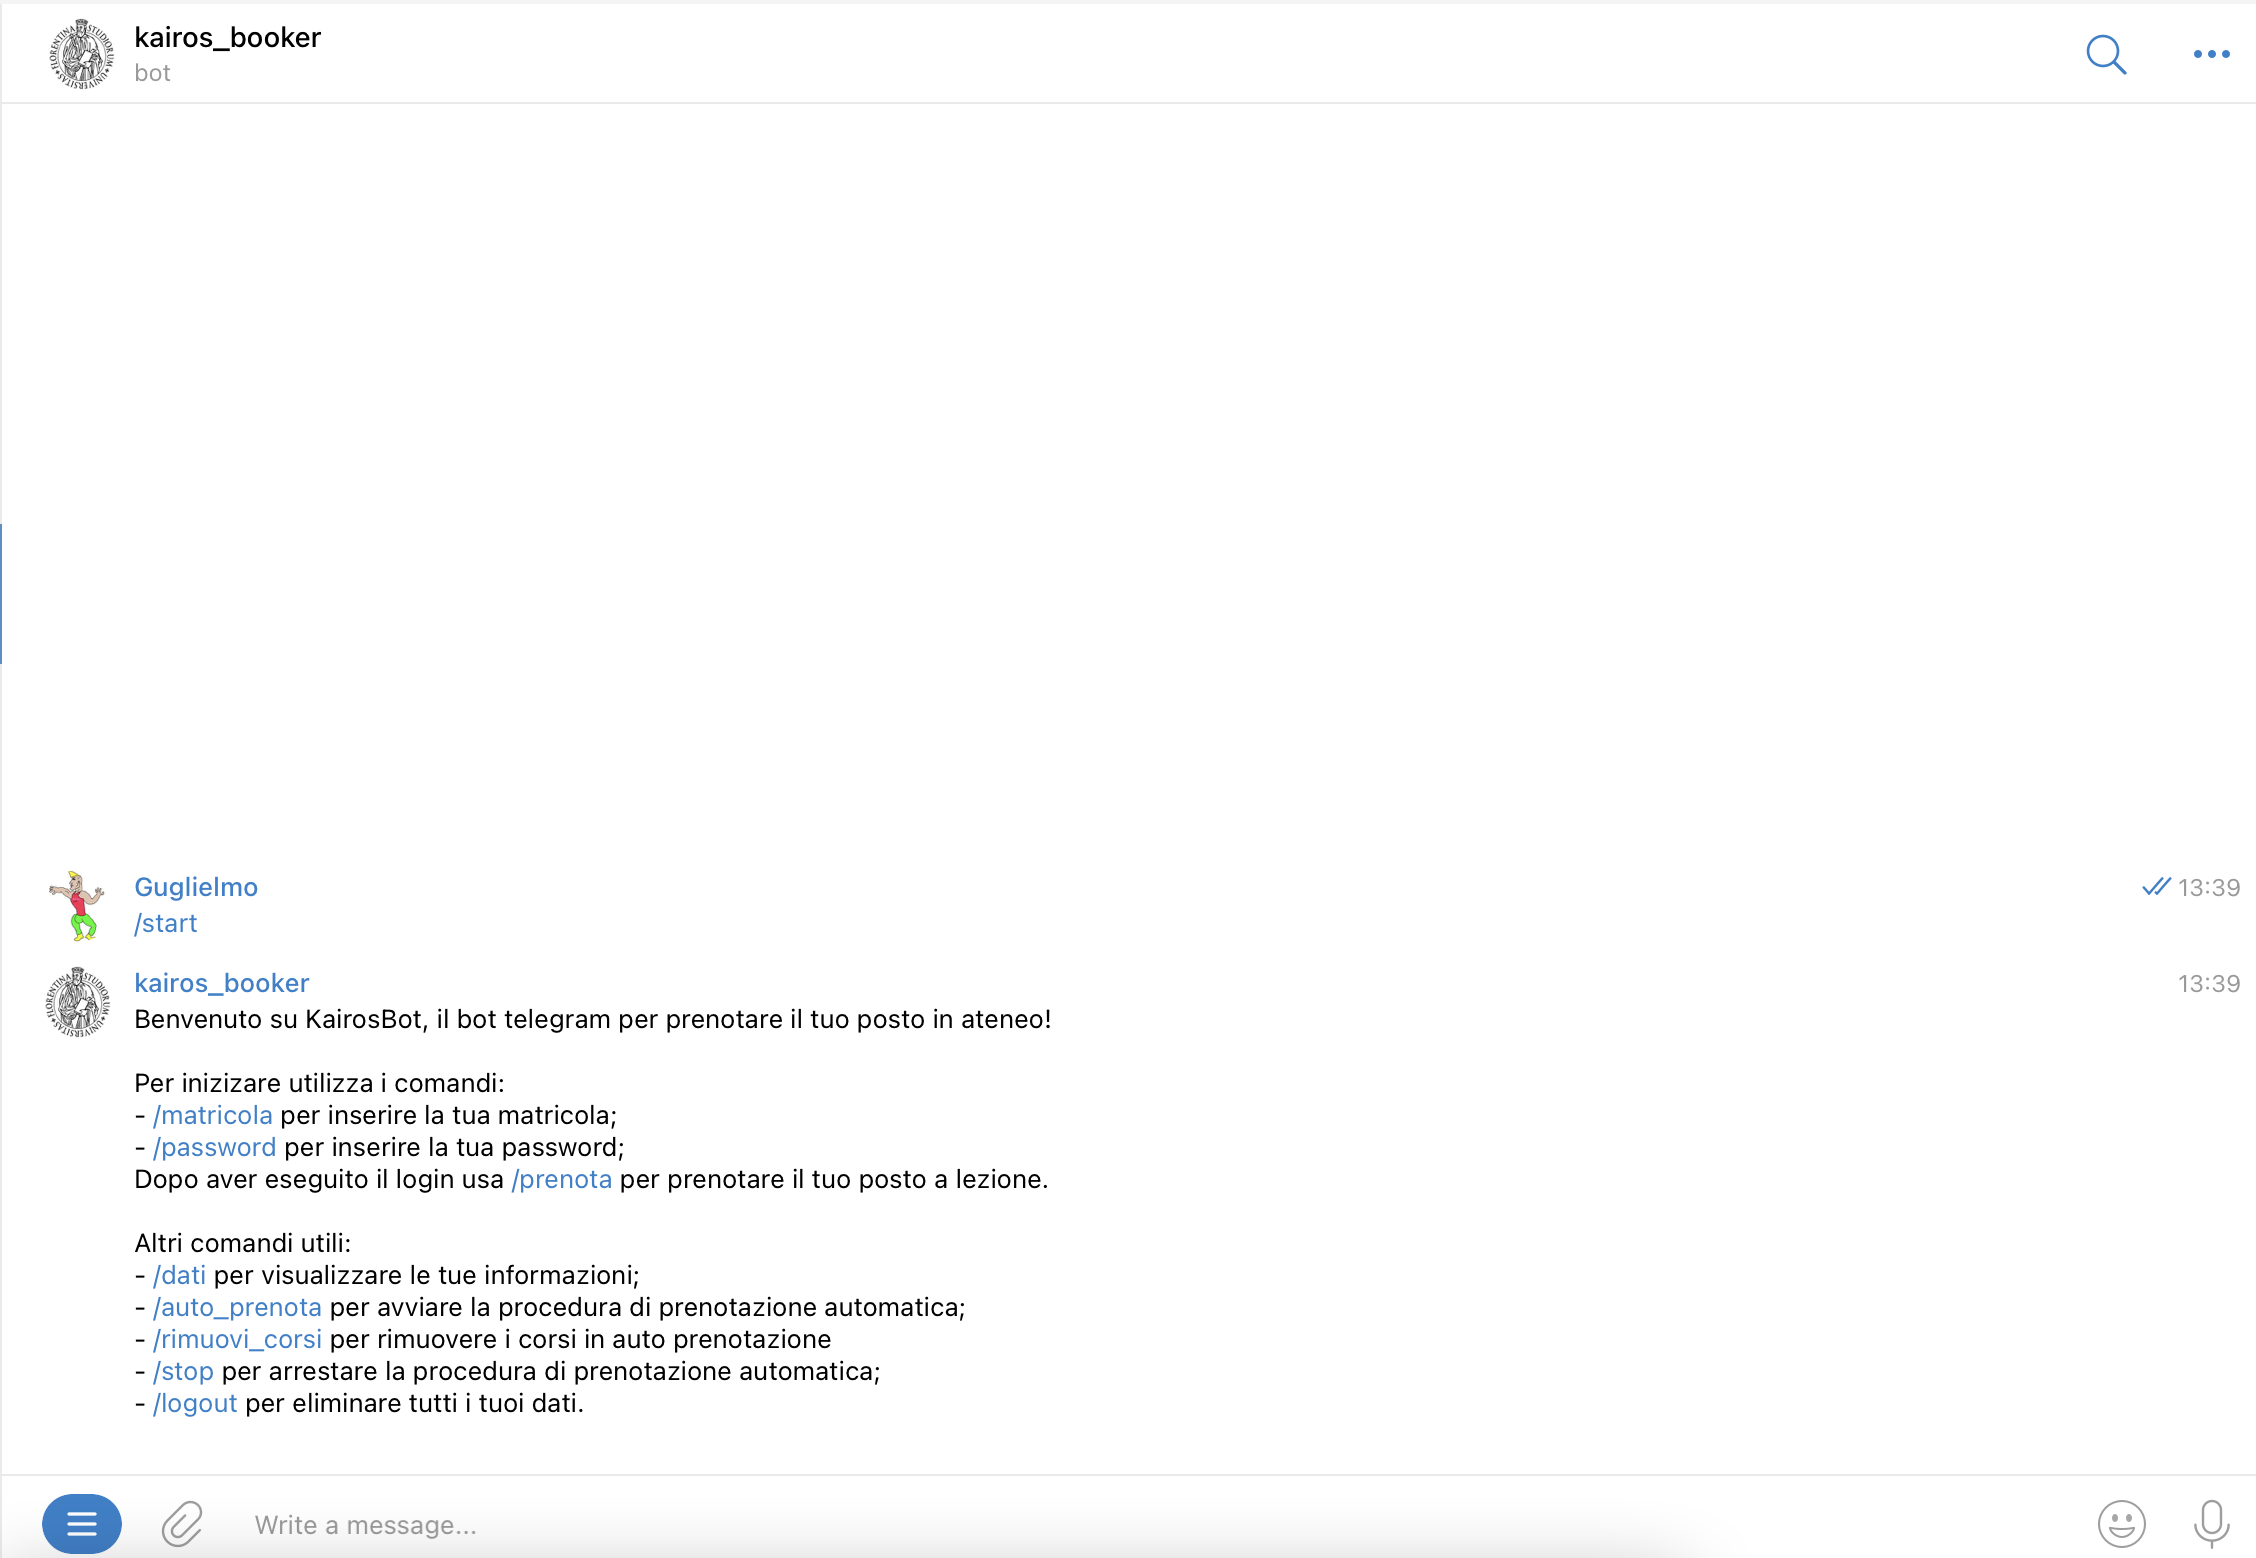 kairos_booker
bot
Guglielmo
13:39
/start
kairos_booker
13:39
Benvenuto su KairosBot, il bot telegram per prenotare il tuo posto in ateneo!
Per inizizare utilizza i comandi:
- /matricola per inserire la tua matricola;
- /password per inserire la tua password;
Dopo aver eseguito il login usa /prenota per prenotare il tuo posto a lezione.
Altri comandi utili:
- /dati per visualizzare le tue informazioni;
- /auto_prenota per avviare la procedura di prenotazione automatica;
- /rimuovi_corsi per rimuovere i corsi in auto prenotazione
- /stop per arrestare la procedura di prenotazione automatica;
- /logout per eliminare tutti i tuoi dati.
Write a message...